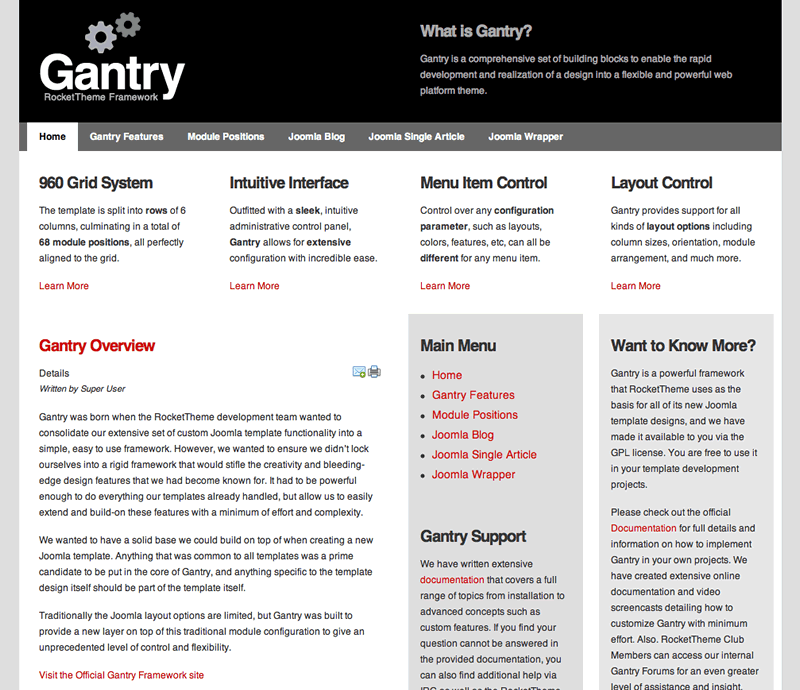 Gantry
RocketTheme Framework
What is Gantry?
Gantry is a comprehensive set of building blocks to enable the rapid
development and realization of a design into a flexible and powerful web
platform theme.
Home
Gantry Features
Module Positions
Joomla Blog
Joomla Single Article
Joomla Wrapper
960 Grid System
The template is split into rows of 6
columns, culminating in a total of
68 module positions, all perfectly
aligned to the grid.
Learn More
Intuitive Interface
Outfitted with a sleek, intuitive
administrative control panel,
Gantry allows for extensive
configuration with incredible ease.
Learn More
Menu Item Control
Control over any configuration
parameter, such as layouts,
colors, features, etc, can all be
different for any menu item.
Learn More
Layout Control
Gantry provides support for all
kinds of layout options including
column sizes, orientation, module
arrangement, and much more.
Learn More
Gantry Overview
Details
Written by Super User
Gantry was born when the RocketTheme development team wanted to
consolidate our extensive set of custom Joomla template functionality into a
simple, easy to use framework. However, we wanted to ensure we didn't lock
ourselves into a rigid framework that would stifle the creativity and bleeding-
edge design features that we had become known for. It had to be powerful
enough to do everything our templates already handled, but allow us to easily
extend and build-on these features with a minimum of effort and complexity.
We wanted to have a solid base we could build on top of when creating a new
Joomla template. Anything that was common to all templates was a prime
candidate to be put in the core of Gantry, and anything specific to the template
design itself should be part of the template itself.
Traditionally the Joomla layout options are limited, but Gantry was built to
provide a new layer on top of this traditional module configuration to give an
unprecedented level of control and flexibility.
Visit the Official Gantry Framework site
Main Menu
Home
Gantry Features
Module Positions
Joomla Blog
Joomla Single Article
Joomla Wrapper
Gantry Support
We have written extensive
documentation that covers a full
range of topics from installation to
advanced concepts such as
custom features. If you find your
question cannot be answered in
the provided documentation, you
can also find additional help via
IRC as well as the RocketTheme
Want to Know More?
Gantry is a powerful framework
that RocketTheme uses as the
basis for all of its new Joomla
template designs, and we have
made it available to you via the
GPL license. You are free to use it
in your template development
projects.
Please check out the official
Documentation for full details and
information on how to implement
Gantry in your own projects. We
have created extensive online
documentation and video
screencasts detailing how to
customize Gantry with minimum
effort. Also. RocketTheme Club
Members can access our internal
Gantry Forums for an even greater
level of assistance and insight.